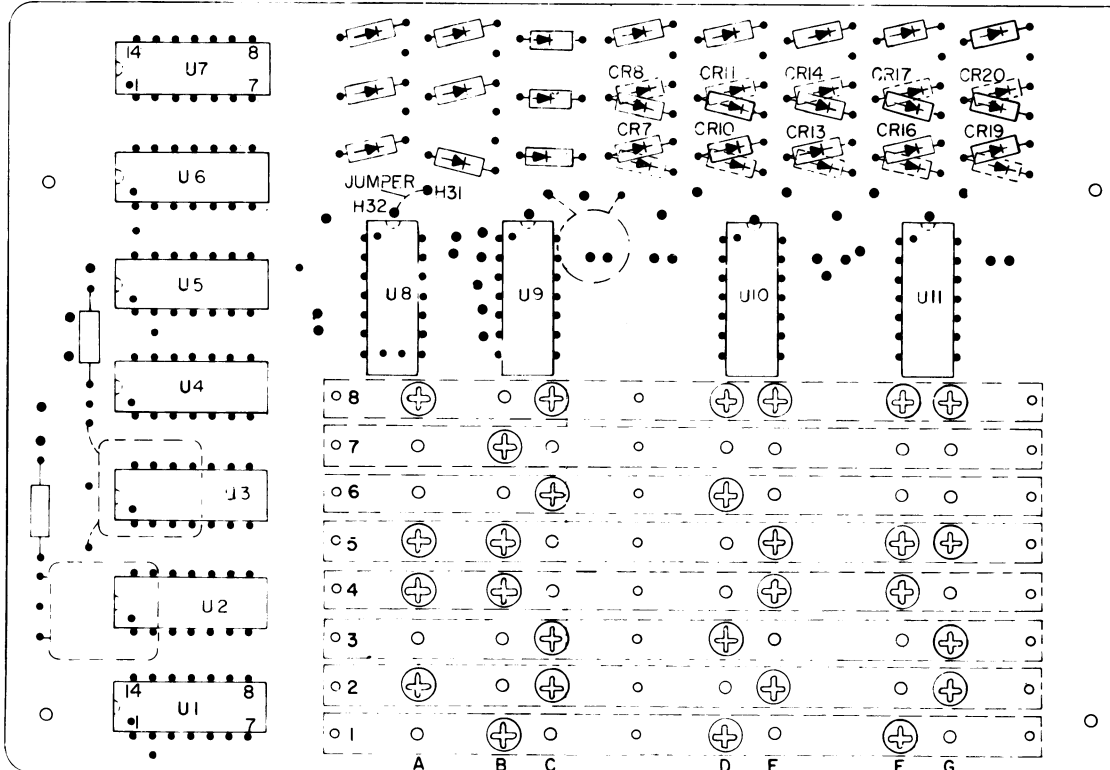 14 8
U7
1 7
CR8 CR11 CR14 CR17 CR20
CR7 CR10 CR13 CR16 CR19
U6
JUMPER
H31
H32
U5
U8 U9 U10 U11
U4
8
7
U3
6
5
U2
4
3
14 8
U1
1 7
2
1
A B C D E F G